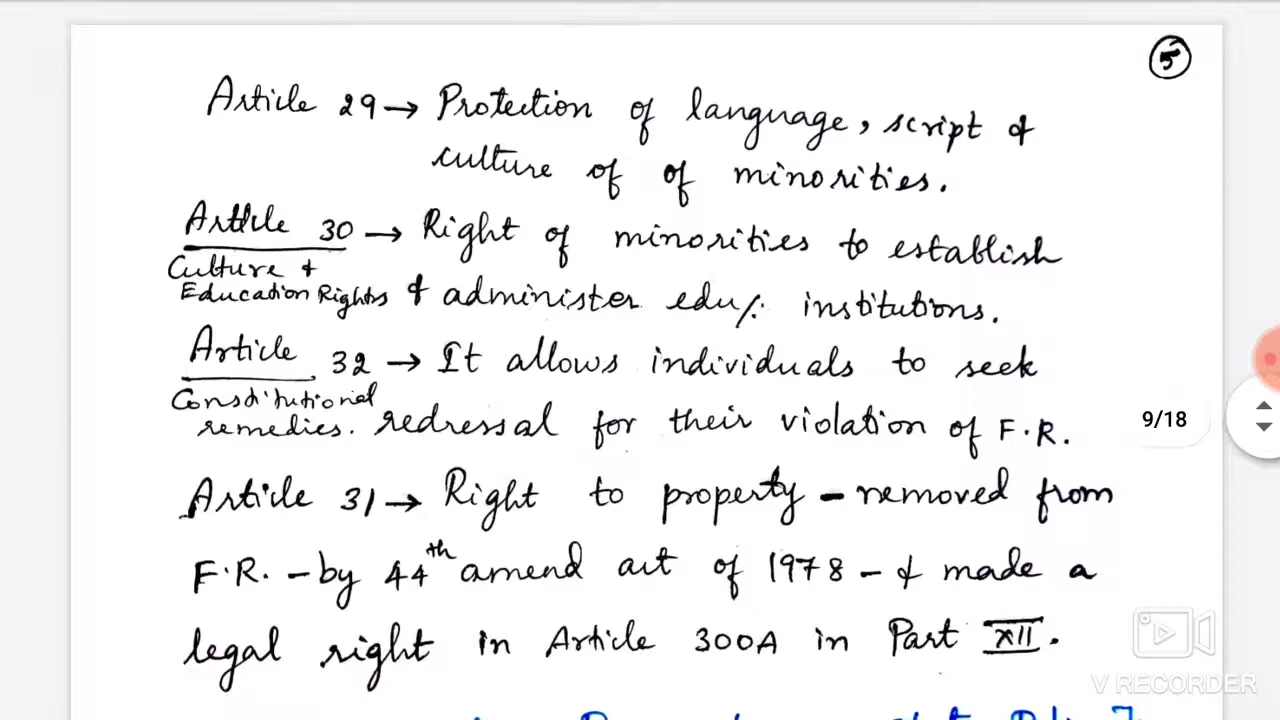 5
Article 29 → Protection of language, script &
culture of of minorities.
Article 30 → Right of minorities to establish
Culture &
Education Rights & administer edu/. institutions.
Article 32 → It allows individuals to seek
Constitutional
remedies. redressal for their violation of F.R.
9/18
Article 31 → Right to property - removed from
F.R. - by 44th amend act of 1978 - & made a
legal right in Article 300A in Part XII.
V RECORDER